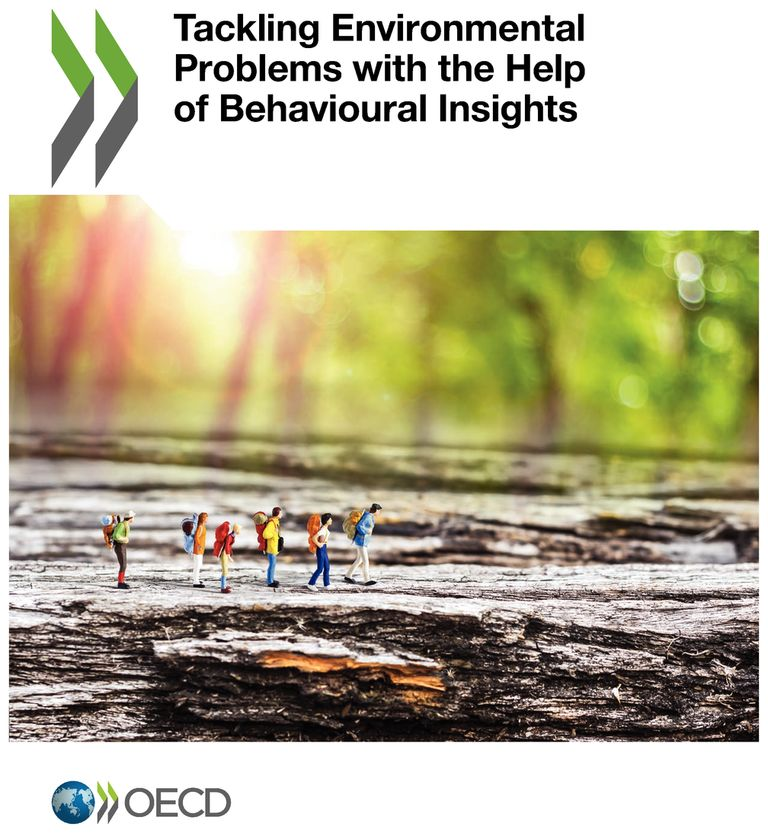 Tackling Environmental
Problems with the Help
of Behavioural Insights
OECD